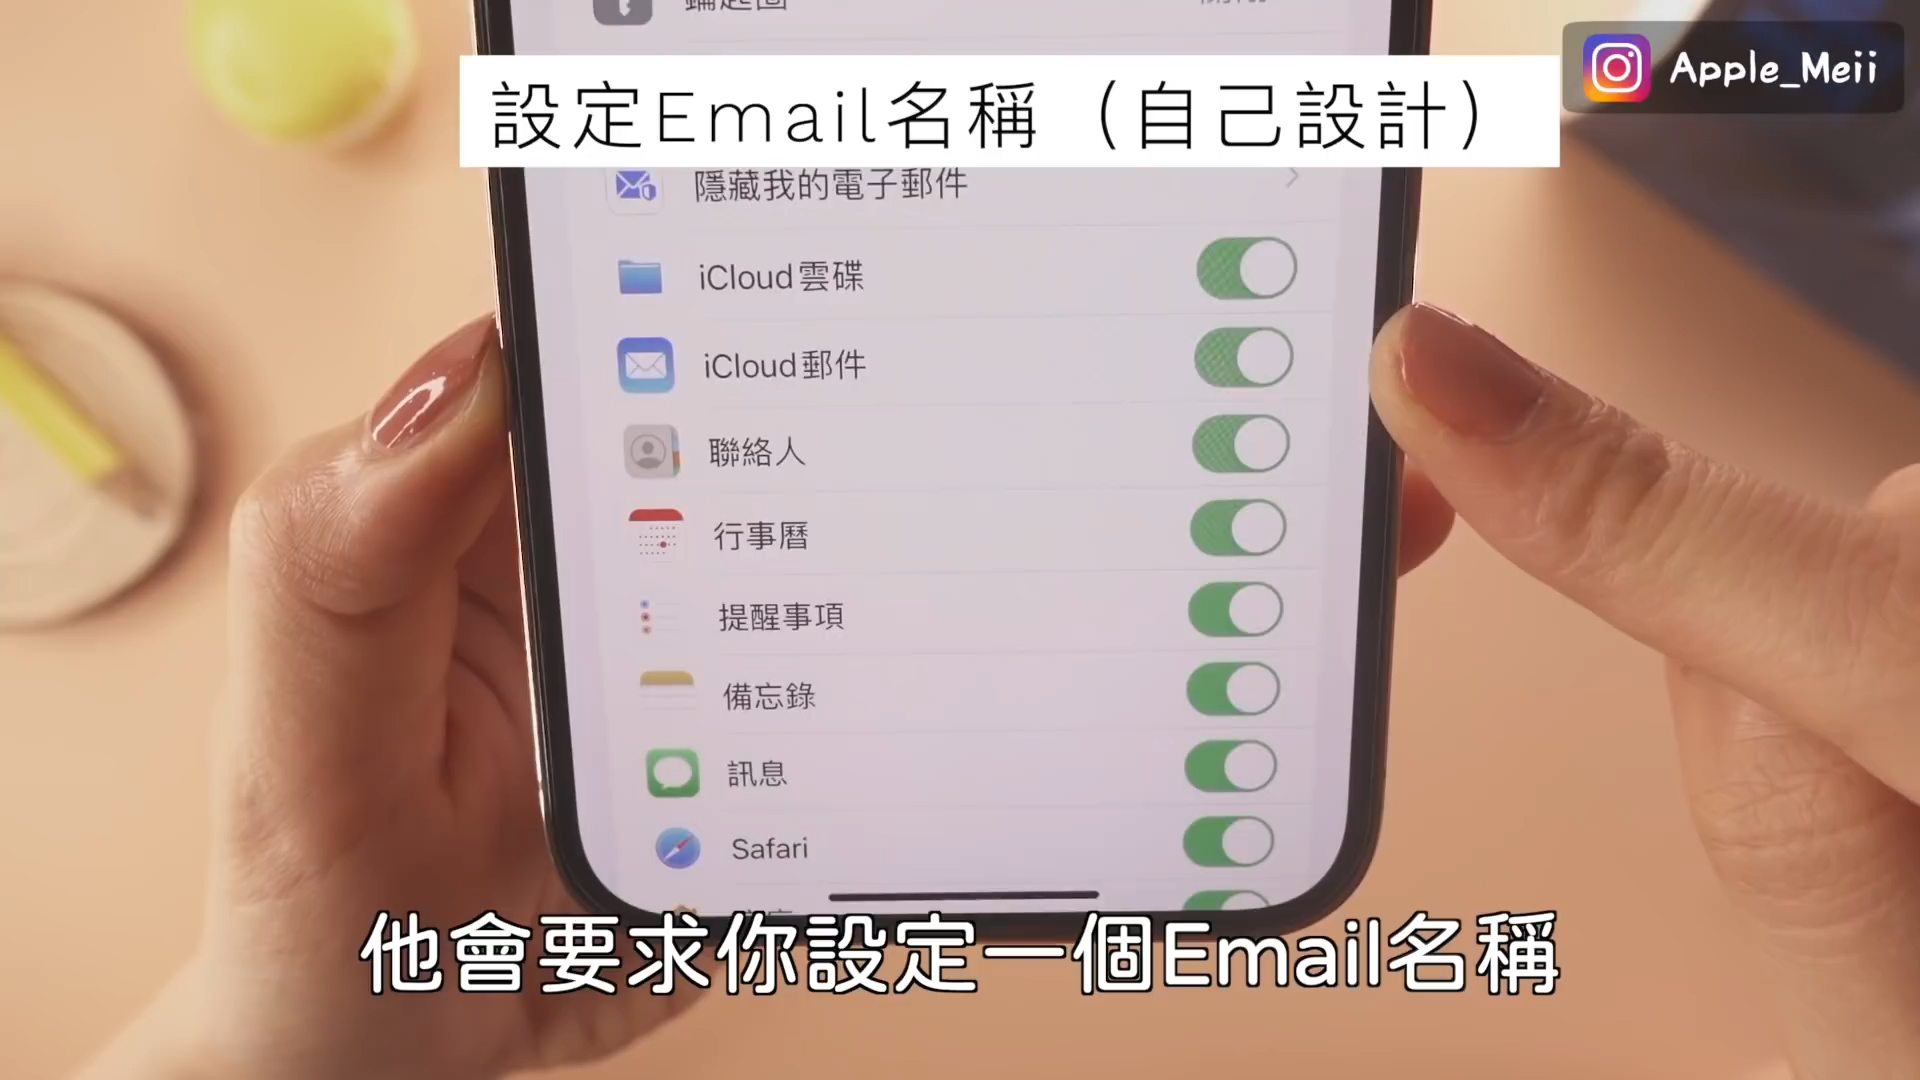 Apple_Meii
設定Email名稱（自己設計）
隱藏我的電子郵件
iCloud雲碟
iCloud郵件
聯絡人
行事曆
提醒事項
備忘錄
訊息
Safari
他會要求你設定一個Email名稱